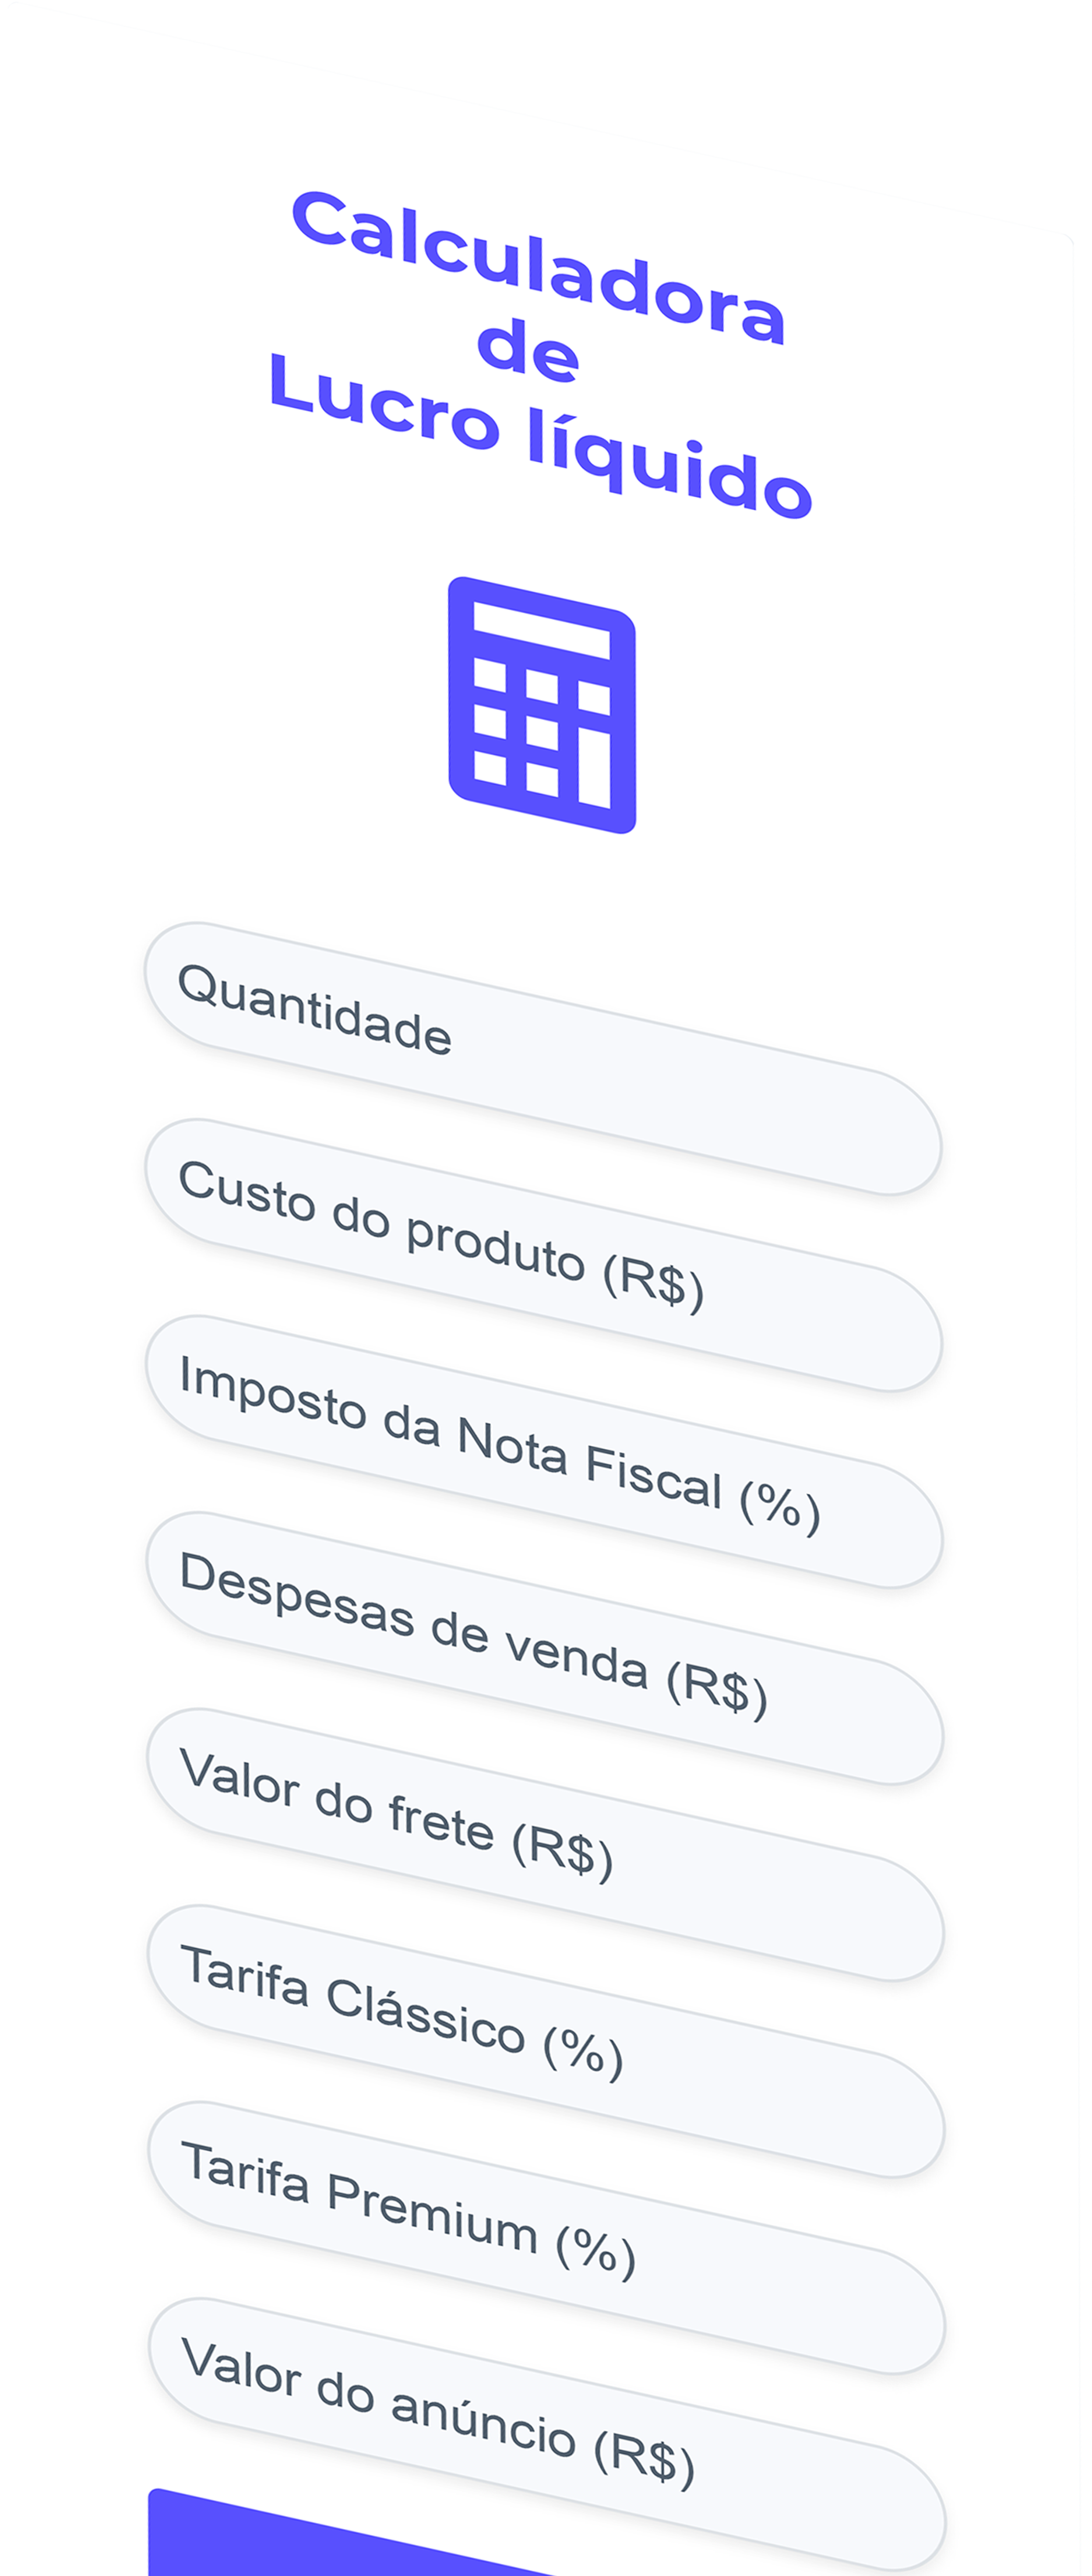 Calculadora
de
Lucro líquido
Quantidade
Custo do produto (R$)
Imposto da Nota Fiscal (%)
Despesas de venda (R$)
Valor do frete (R$)
Tarifa Clássico (%)
Tarifa Premium (%)
Valor do anúncio (R$)